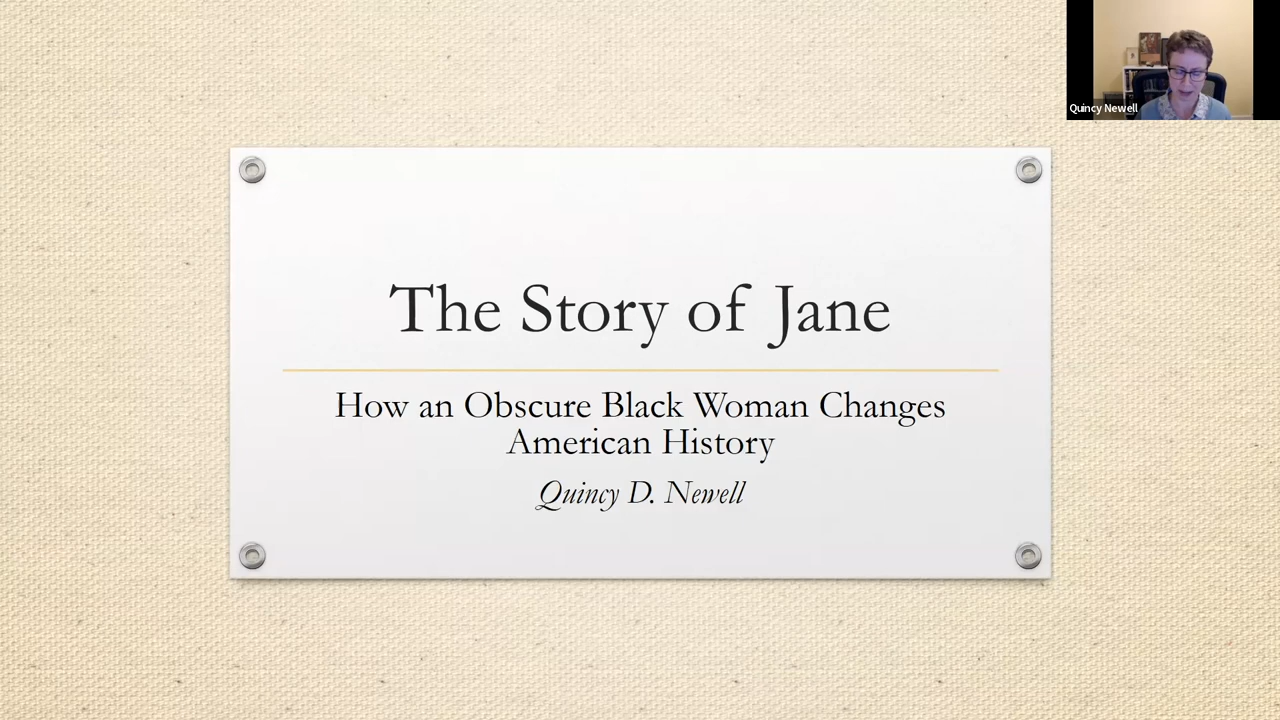 Quincy Newell
The Story of Jane
How an Obscure Black Woman Changes
American History
Quincy D. Newell